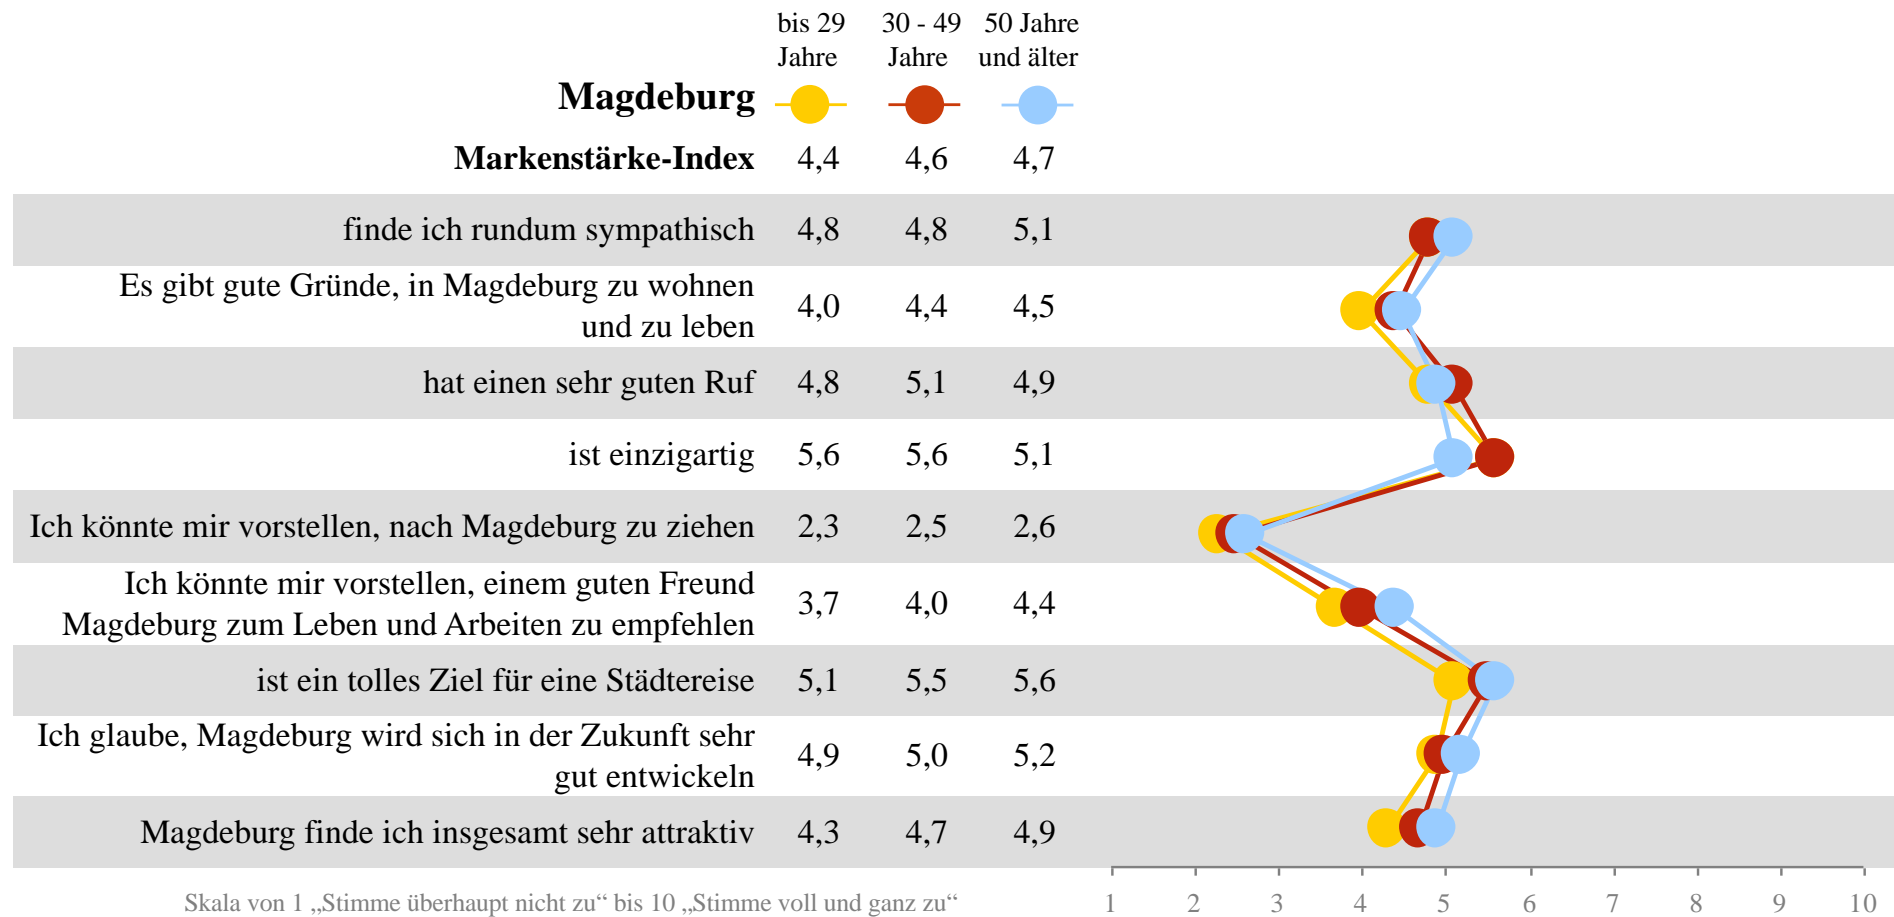 bis 29 30 - 49 50 Jahre
Jahre Jahre und älter
Magdeburg
Markenstärke-Index 4,4 4,6 4,7
finde ich rundum sympathisch 4,8 4,8 5,1
Es gibt gute Gründe, in Magdeburg zu wohnen
und zu leben 4,0 4,4 4,5
hat einen sehr guten Ruf 4,8 5,1 4,9
ist einzigartig 5,6 5,6 5,1
Ich könnte mir vorstellen, nach Magdeburg zu ziehen 2,3 2,5 2,6
Ich könnte mir vorstellen, einem guten Freund
Magdeburg zum Leben und Arbeiten zu empfehlen 3,7 4,0 4,4
ist ein tolles Ziel für eine Städtereise 5,1 5,5 5,6
Ich glaube, Magdeburg wird sich in der Zukunft sehr
gut entwickeln 4,9 5,0 5,2
Magdeburg finde ich insgesamt sehr attraktiv 4,3 4,7 4,9
Skala von 1 „Stimme überhaupt nicht zu“ bis 10 „Stimme voll und ganz zu“
1 2 3 4 5 6 7 8 9 10